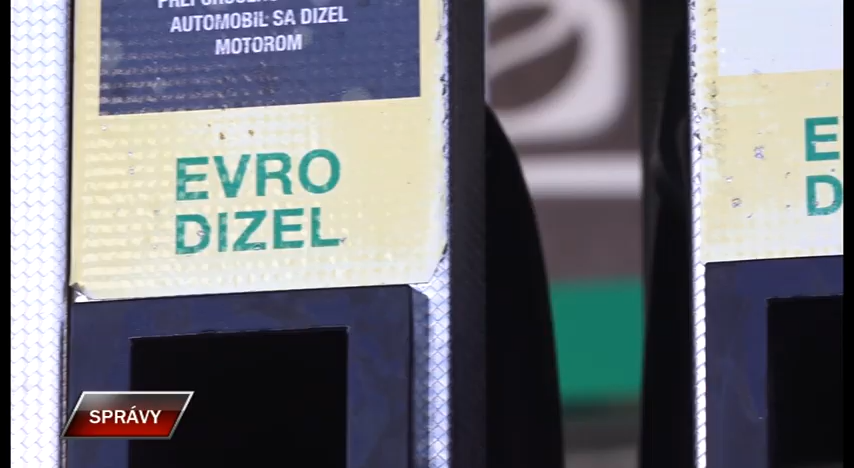 AUTOMOBIL SA DIZEL
MOTOROM
EVRO
DIZEL
E
D
SPRÁVY